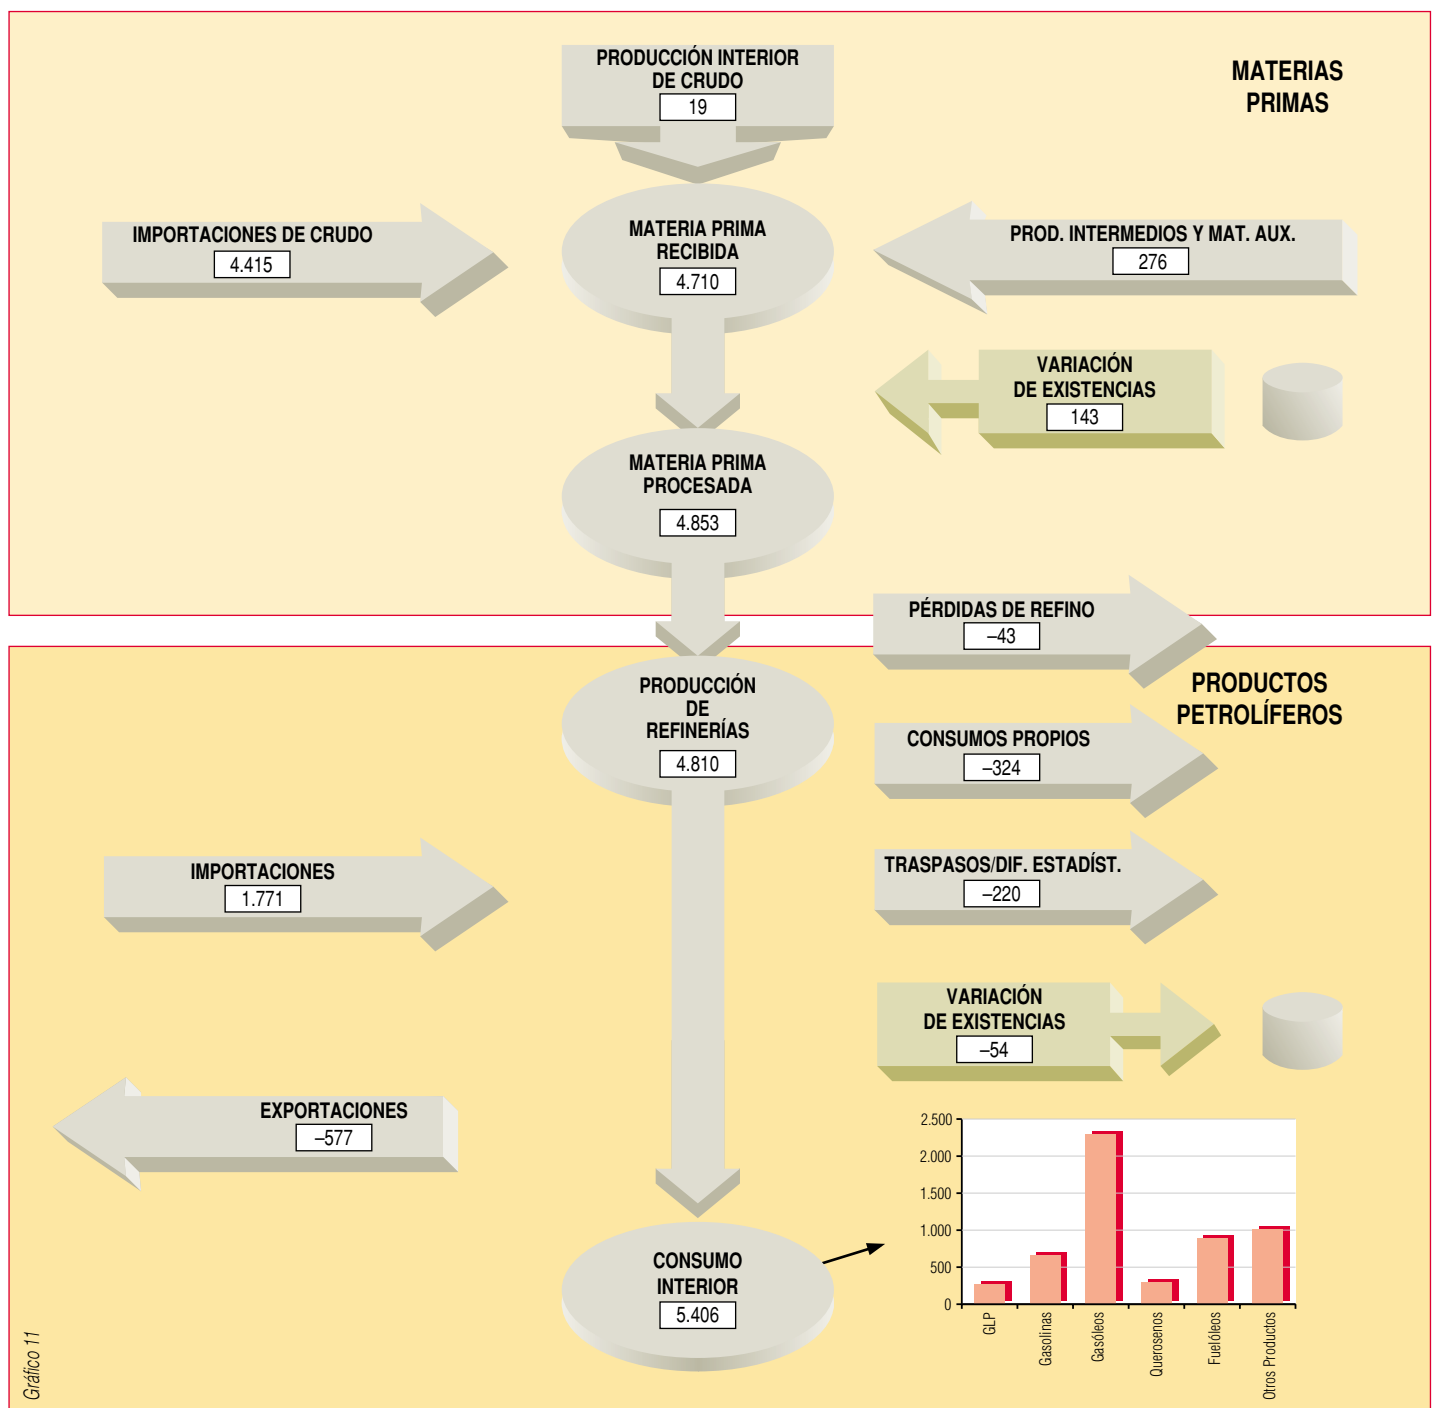 PRODUCCIÓN INTERIOR
DE CRUDO
19
MATERIAS
PRIMAS
IMPORTACIONES DE CRUDO
4.415
MATERIA PRIMA
RECIBIDA
4.710
PROD. INTERMEDIOS Y MAT. AUX.
276
VARIACIÓN
DE EXISTENCIAS
143
MATERIA PRIMA
PROCESADA
4.853
PÉRDIDAS DE REFINO
–43
PRODUCTOS
PETROLÍFEROS
PRODUCCIÓN
DE
REFINERÍAS
4.810
CONSUMOS PROPIOS
–324
IMPORTACIONES
1.771
TRASPASOS/DIF. ESTADÍST.
–220
VARIACIÓN
DE EXISTENCIAS
–54
EXPORTACIONES
–577
CONSUMO
INTERIOR
5.406
2.500
2.000
1.500
1.000
500
0
GLP
Gasolinas
Gasóleos
Querosenos
Fuelóleos
Otros Productos
Gráfico 11